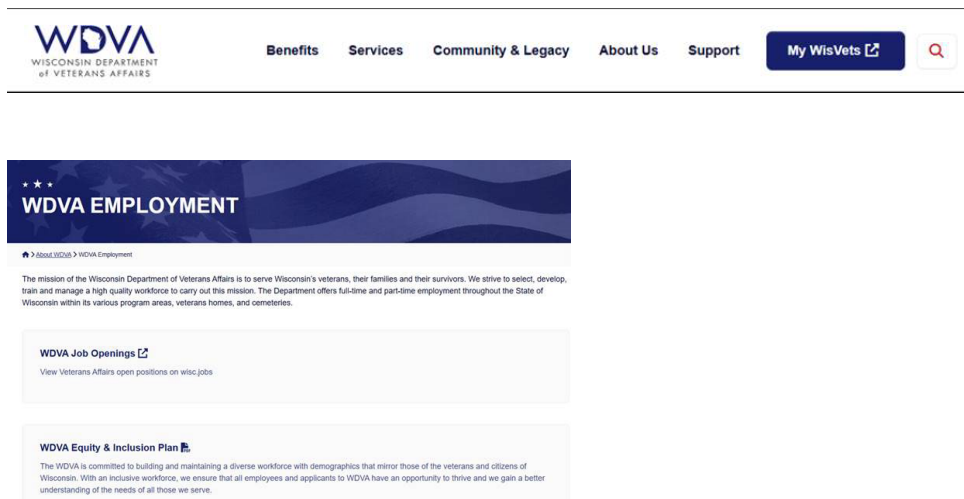 WDVA
WISCONSIN DEPARTMENT
of VETERANS AFFAIRS
Benefits Services Community & Legacy About Us Support My WisVets
WDVA EMPLOYMENT
About WDVA > WDVA Employment
The mission of the Wisconsin Department of Veterans Affairs is to serve Wisconsin's veterans, their families and their survivors. We strive to select, develop,
train and manage a high quality workforce to carry out this mission. The Department offers full-time and part-time employment throughout the State of
Wisconsin within its various program areas, veterans homes, and cemeteries.
WDVA Job Openings
View Veterans Affairs open positions on wisc.jobs
WDVA Equity & Inclusion Plan
The WDVA is committed to building and maintaining a diverse workforce with demographics that mirror those of the veterans and citizens of
Wisconsin. With an inclusive workforce, we ensure that all employees and applicants to WDVA have an opportunity to thrive and we gain a better
understanding of the needs of all those we serve.